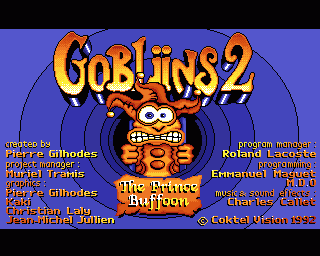 GOBLIIINS 2
The Prince
Buffoon
created by
Pierre Gilhodes
project manager :
Muriel Tramis
graphics :
Pierre Gilhodes
Kaki
Christian Laly
Jean-Michel Jullien
program manager :
Roland Lacoste
programming :
Emmanuel Maguet
M.D.O
music & sound effects :
Charles Callet
© Coktel Vision 1992